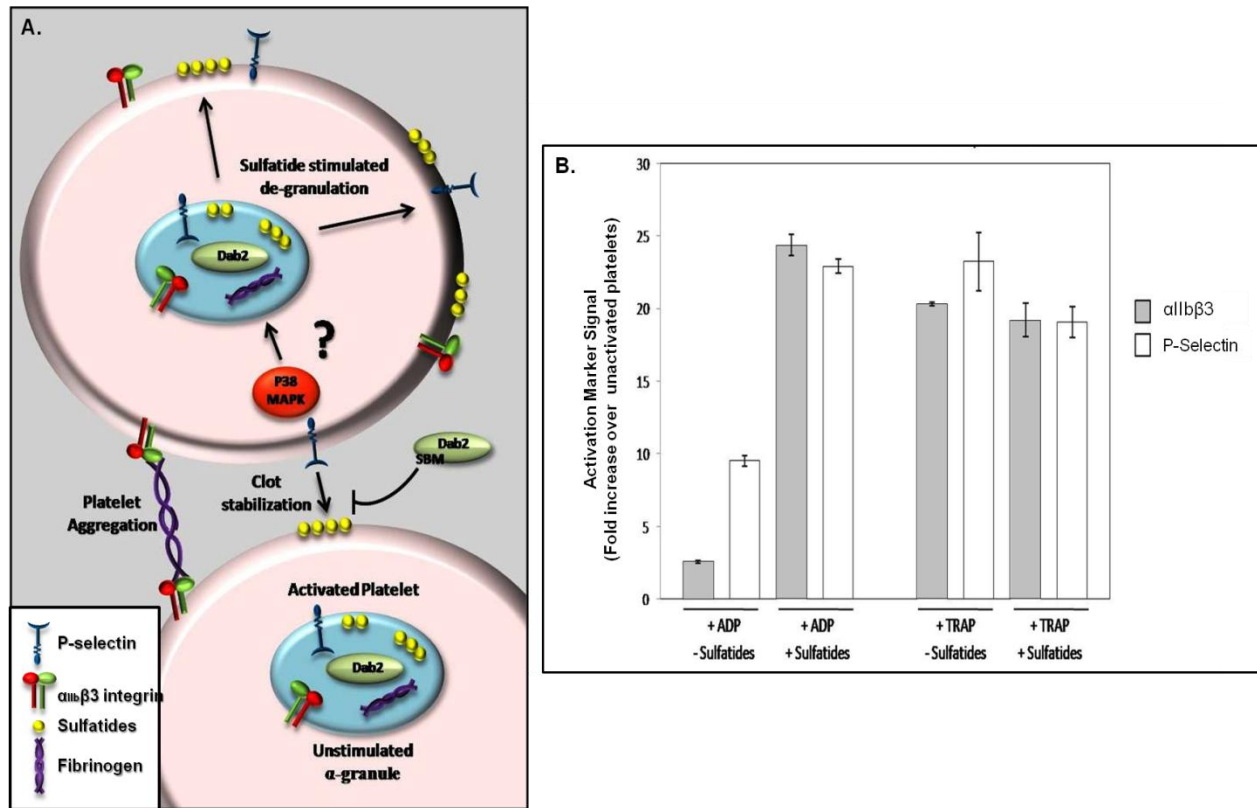 A.
Sulfatide stimulated
de-granulation
Dab2
?
P38
MAPK
Dab2
SBM
Clot
stabilization
Platelet
Aggregation
Activated Platelet
Dab2
Unstimulated
α-granule
P-selectin
αIIbβ3 integrin
Sulfatides
Fibrinogen
B.
Activation Marker Signal
(Fold increase over unactivated platelets)
30
25
20
15
10
5
0
+ ADP
- Sulfatides
+ ADP
+ Sulfatides
+ TRAP
- Sulfatides
+ TRAP
+ Sulfatides
αIIbβ3
P-Selectin